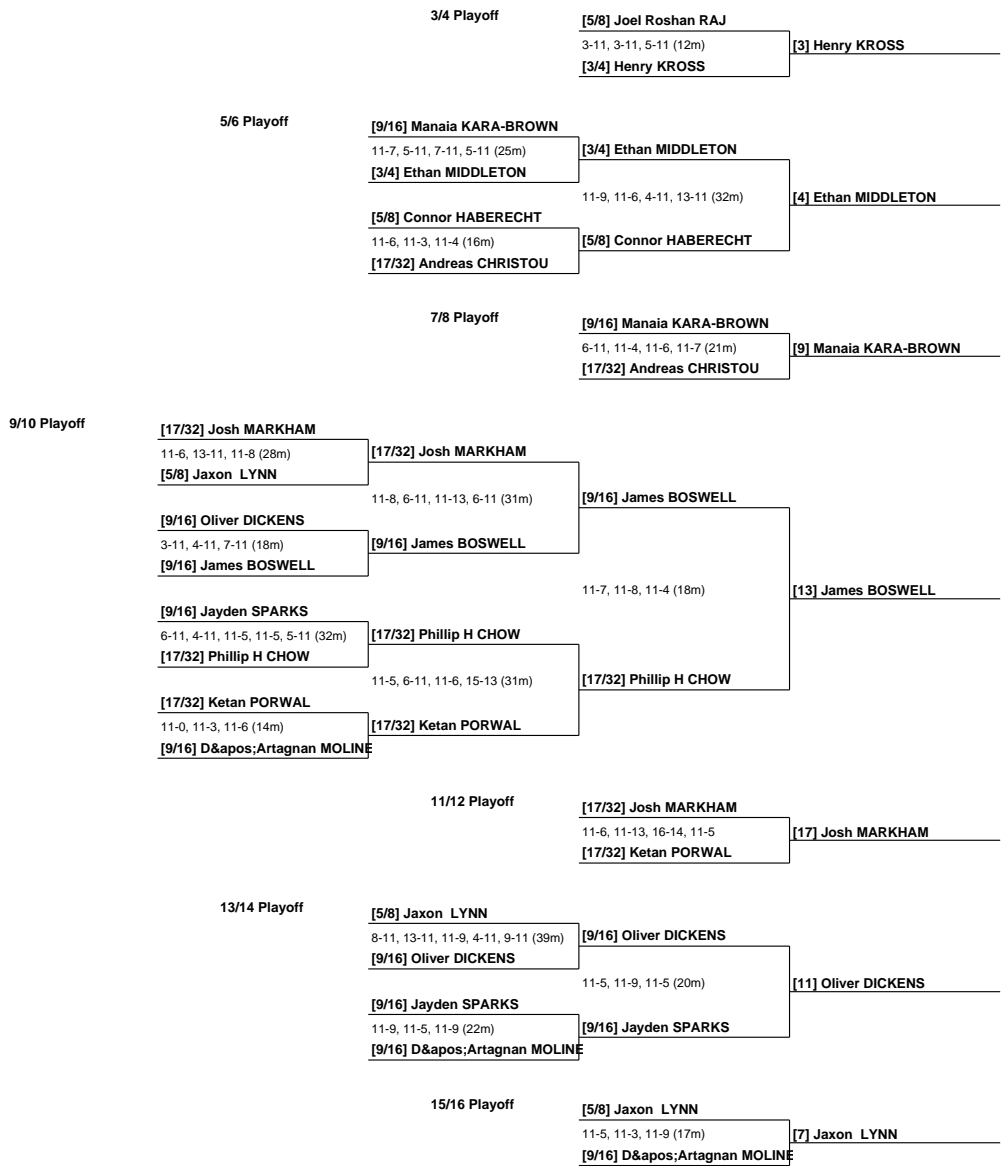 3/4 Playoff
[5/8] Joel Roshan RAJ
3-11, 3-11, 5-11 (12m)
[3] Henry KROSS
[3/4] Henry KROSS
5/6 Playoff
[9/16] Manaia KARA-BROWN
11-7, 5-11, 7-11, 5-11 (25m)
[3/4] Ethan MIDDLETON
[3/4] Ethan MIDDLETON
11-9, 11-6, 4-11, 13-11 (32m)
[4] Ethan MIDDLETON
[5/8] Connor HABERECHT
11-6, 11-3, 11-4 (16m)
[5/8] Connor HABERECHT
[17/32] Andreas CHRISTOU
7/8 Playoff
[9/16] Manaia KARA-BROWN
6-11, 11-4, 11-6, 11-7 (21m)
[9] Manaia KARA-BROWN
[17/32] Andreas CHRISTOU
9/10 Playoff
[17/32] Josh MARKHAM
11-6, 13-11, 11-8 (28m)
[17/32] Josh MARKHAM
[5/8] Jaxon  LYNN
11-8, 6-11, 11-13, 6-11 (31m)
[9/16] James BOSWELL
[9/16] Oliver DICKENS
3-11, 4-11, 7-11 (18m)
[9/16] James BOSWELL
[9/16] James BOSWELL
11-7, 11-8, 11-4 (18m)
[13] James BOSWELL
[9/16] Jayden SPARKS
6-11, 4-11, 11-5, 11-5, 5-11 (32m)
[17/32] Phillip H CHOW
[17/32] Phillip H CHOW
11-5, 6-11, 11-6, 15-13 (31m)
[17/32] Phillip H CHOW
[17/32] Ketan PORWAL
11-0, 11-3, 11-6 (14m)
[17/32] Ketan PORWAL
[9/16] D&apos;Artagnan MOLINE
11/12 Playoff
[17/32] Josh MARKHAM
11-6, 11-13, 16-14, 11-5
[17] Josh MARKHAM
[17/32] Ketan PORWAL
13/14 Playoff
[5/8] Jaxon  LYNN
8-11, 13-11, 11-9, 4-11, 9-11 (39m)
[9/16] Oliver DICKENS
[9/16] Oliver DICKENS
11-5, 11-9, 11-5 (20m)
[11] Oliver DICKENS
[9/16] Jayden SPARKS
11-9, 11-5, 11-9 (22m)
[9/16] Jayden SPARKS
[9/16] D&apos;Artagnan MOLINE
15/16 Playoff
[5/8] Jaxon  LYNN
11-5, 11-3, 11-9 (17m)
[7] Jaxon  LYNN
[9/16] D&apos;Artagnan MOLINE